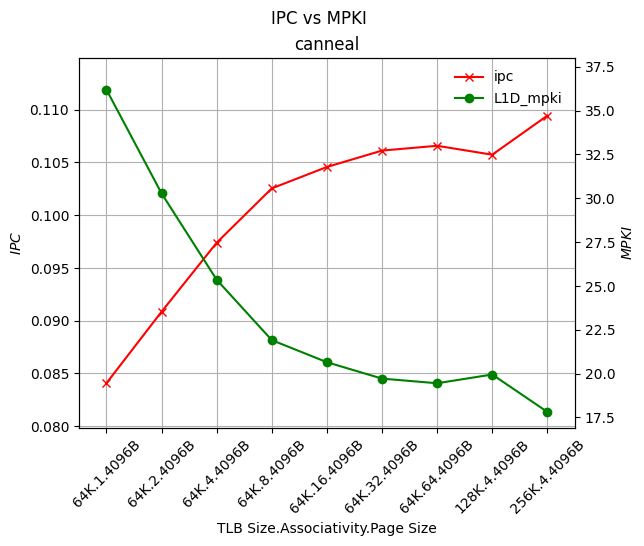 IPC vs MPKI
canneal
ipc
L1D_mpki
0.110
0.105
0.100
0.095
0.090
0.085
0.080
IPC
37.5
35.0
32.5
30.0
27.5
25.0
22.5
20.0
17.5
MPKI
64K.1.4096B
64K.2.4096B
64K.4.4096B
64K.8.4096B
64K.16.4096B
64K.32.4096B
64K.64.4096B
128K.4.4096B
256K.4.4096B
TLB Size.Associativity.Page Size